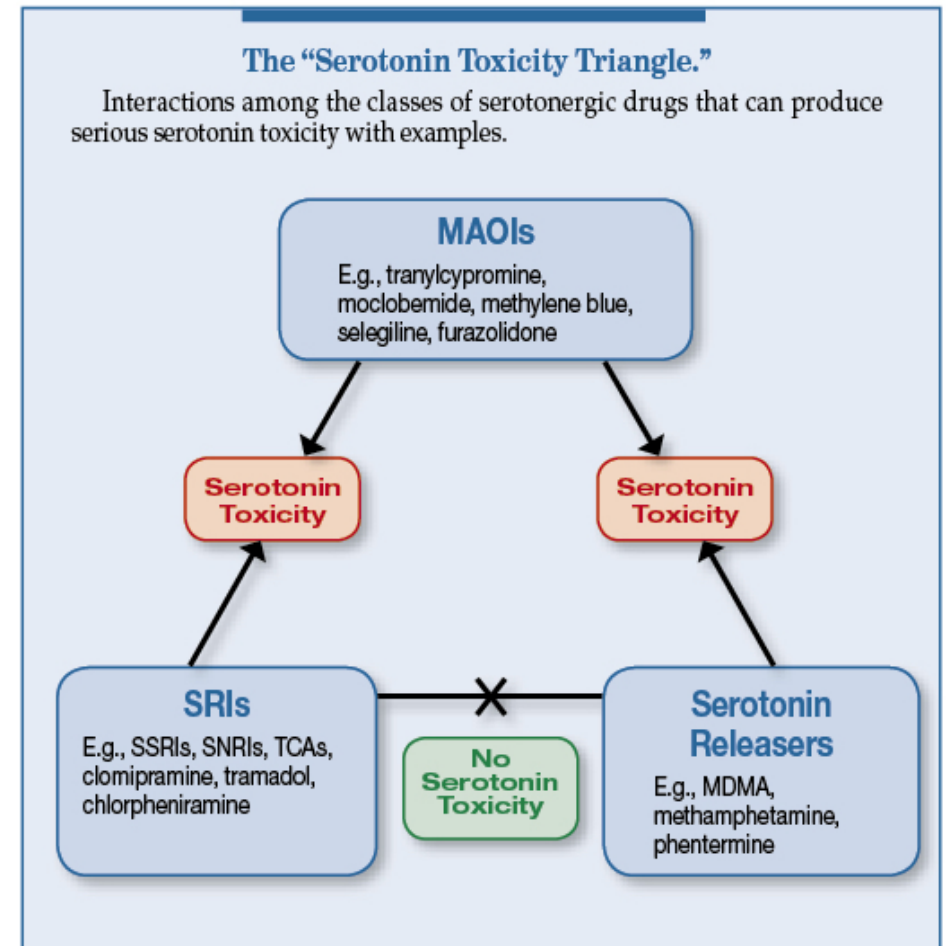 The “Serotonin Toxicity Triangle.”
Interactions among the classes of serotonergic drugs that can produce
serious serotonin toxicity with examples.
MAOIs
E.g., tranylcypromine,
moclobemide, methylene blue,
selegiline, furazolidone
Serotonin
Toxicity
Serotonin
Toxicity
SRIs
E.g., SSRIs, SNRIs, TCAs,
clomipramine, tramadol,
chlorpheniramine
No
Serotonin
Toxicity
Serotonin
Releasers
E.g., MDMA,
methamphetamine,
phentermine